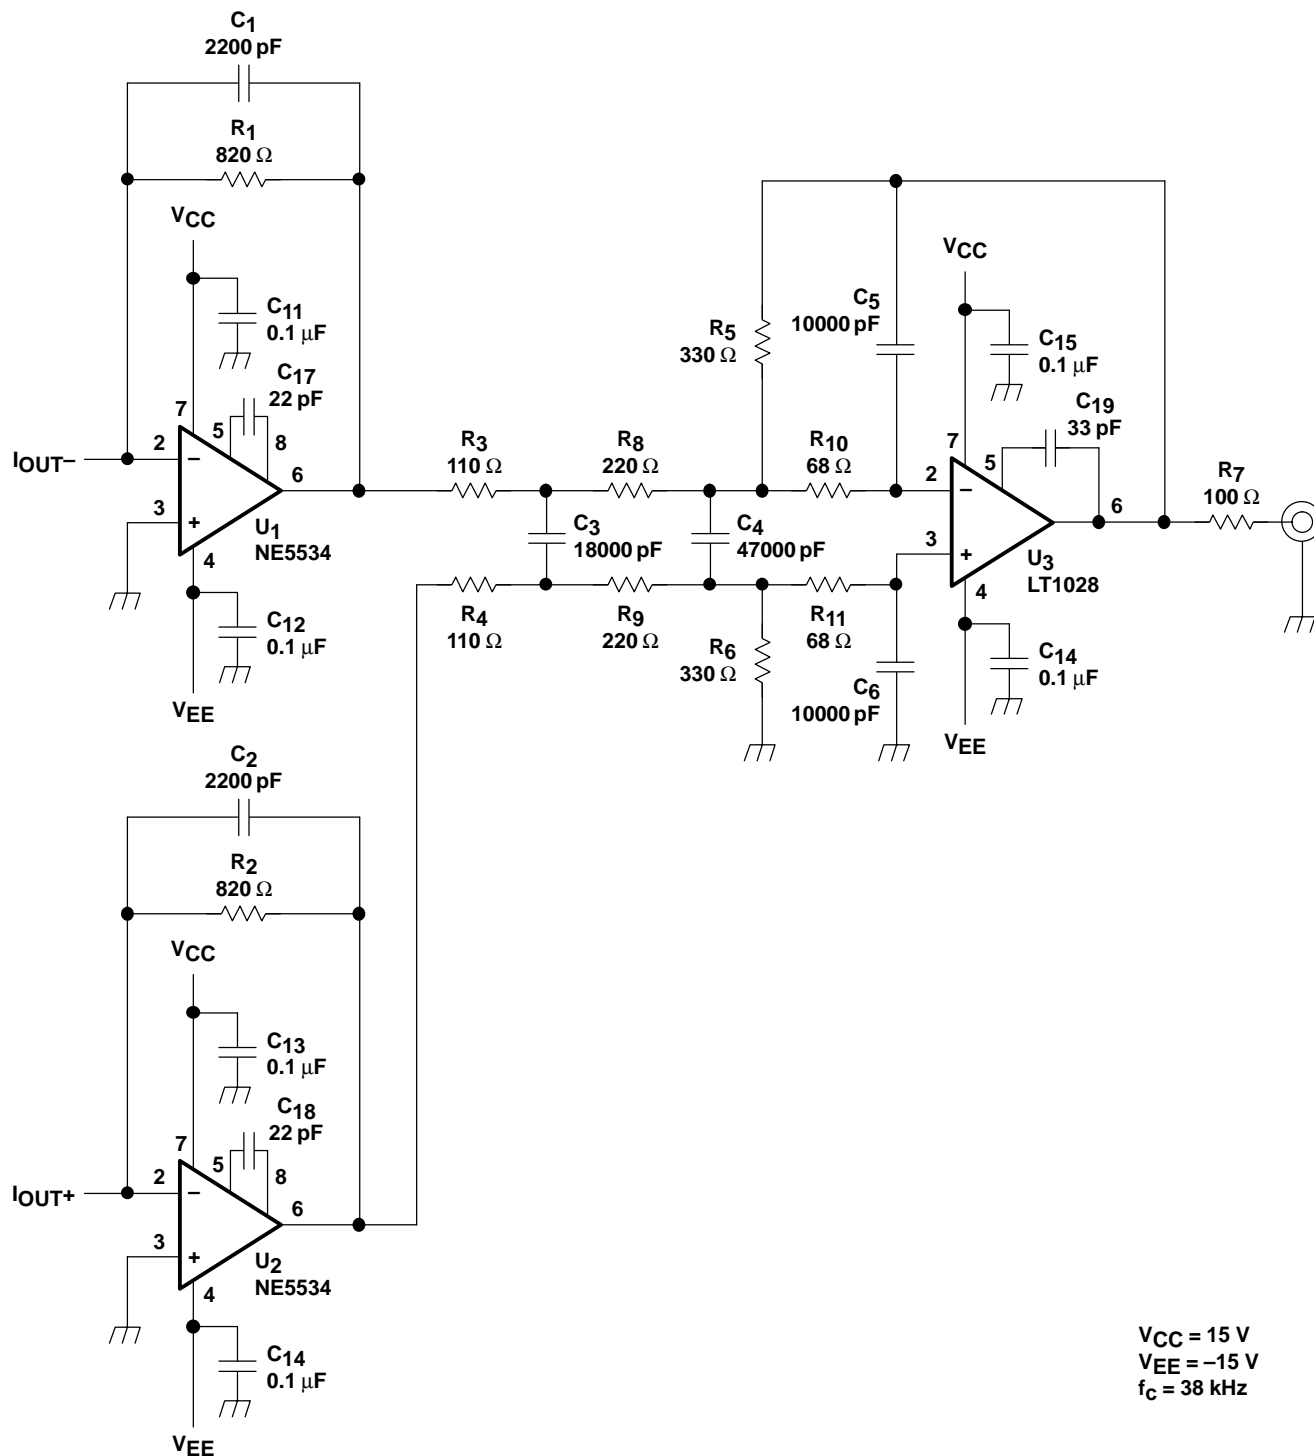 C1
2200 pF
R1
820 Ω
VCC
C11
0.1 μF
C17
22 pF
7
5
8
2
IOUT–
–
6
3
+
U1
NE5534
4
C12
0.1 μF
VEE
R3
110 Ω
R8
220 Ω
R10
68 Ω
C3
18000 pF
C4
47000 pF
R4
110 Ω
R9
220 Ω
R11
68 Ω
R5
330 Ω
C5
10000 pF
R6
330 Ω
C6
10000 pF
VCC
C15
0.1 μF
C19
33 pF
7
5
2
–
6
3
+
U3
LT1028
4
R7
100 Ω
C14
0.1 μF
VEE
C2
2200 pF
R2
820 Ω
VCC
C13
0.1 μF
C18
22 pF
7
5
8
2
IOUT+
–
6
3
+
U2
NE5534
4
C14
0.1 μF
VEE
VCC = 15 V
VEE = –15 V
fc = 38 kHz